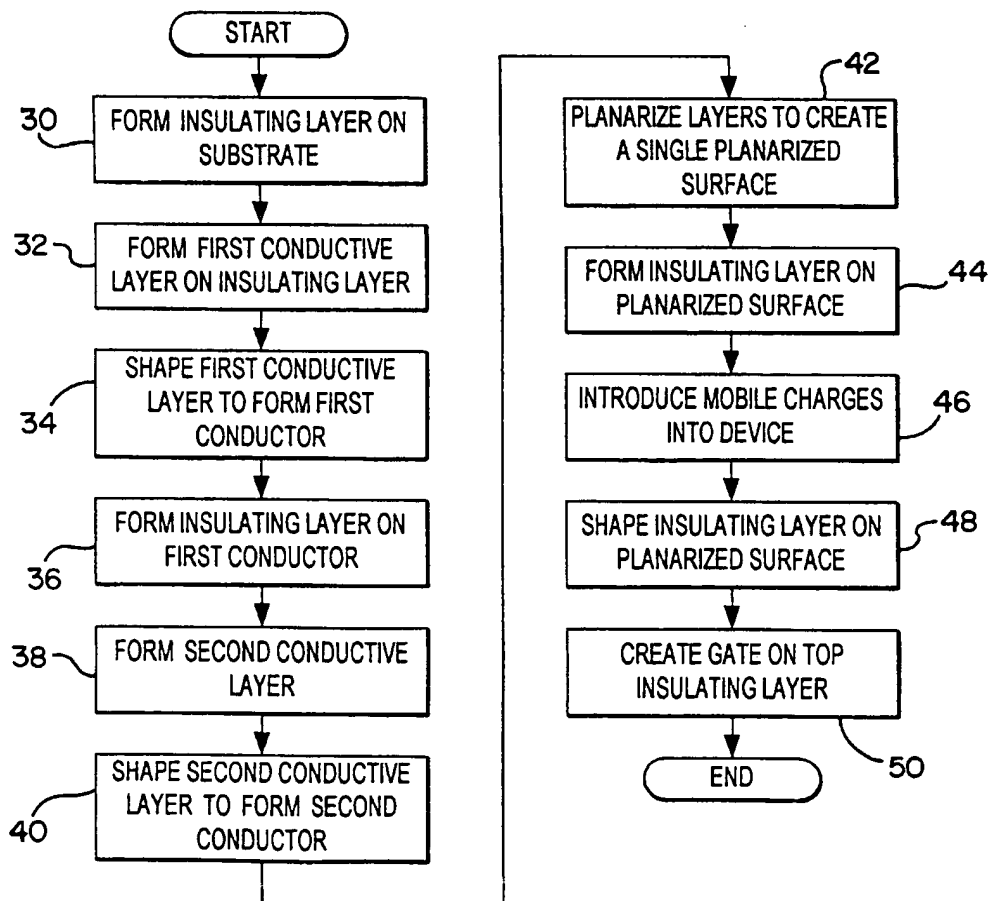 START
30
FORM INSULATING LAYER ON
SUBSTRATE
32
FORM FIRST CONDUCTIVE
LAYER ON INSULATING LAYER
34
SHAPE FIRST CONDUCTIVE
LAYER TO FORM FIRST
CONDUCTOR
36
FORM INSULATING LAYER ON
FIRST CONDUCTOR
38
FORM SECOND CONDUCTIVE
LAYER
40
SHAPE SECOND CONDUCTIVE
LAYER TO FORM SECOND
CONDUCTOR
42
PLANARIZE LAYERS TO CREATE
A SINGLE PLANARIZED
SURFACE
44
FORM INSULATING LAYER ON
PLANARIZED SURFACE
46
INTRODUCE MOBILE CHARGES
INTO DEVICE
48
SHAPE INSULATING LAYER ON
PLANARIZED SURFACE
CREATE GATE ON TOP
INSULATING LAYER
50
END